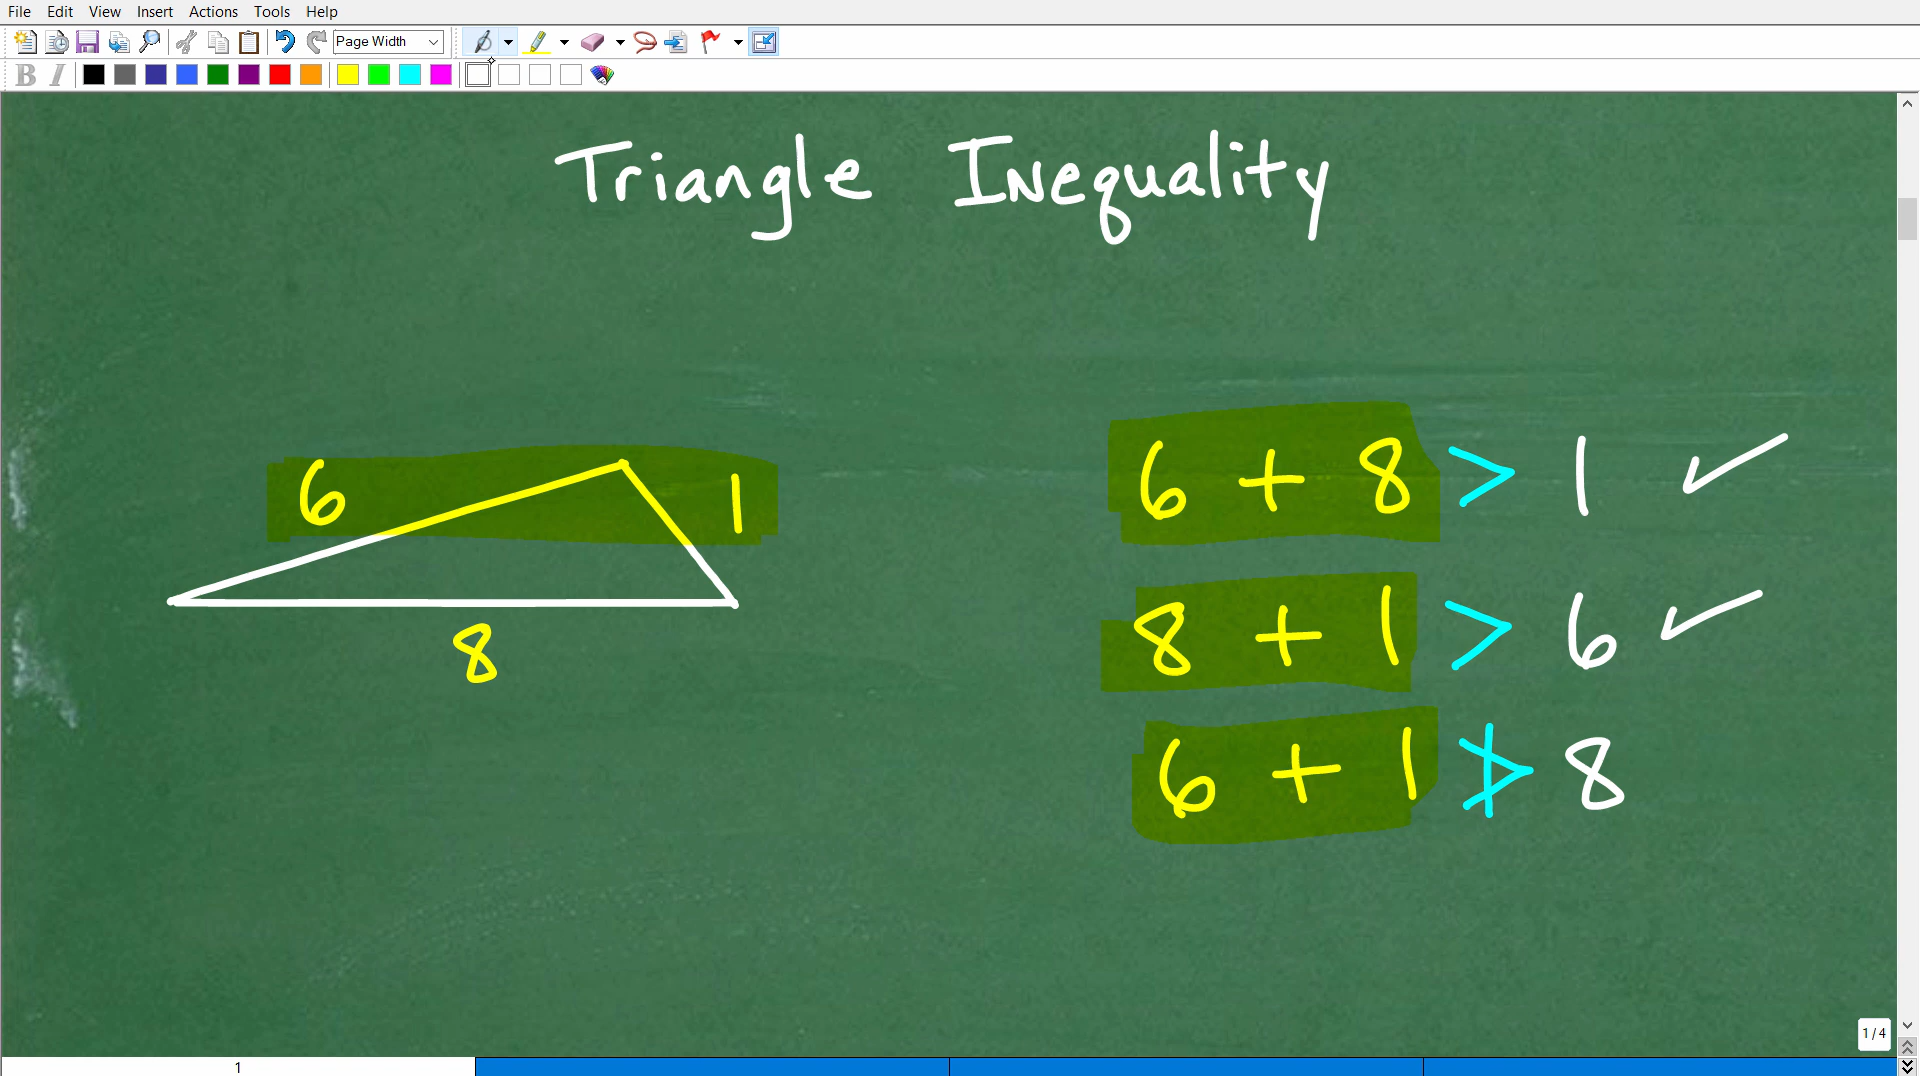 File Edit View Insert Actions Tools Help
Page Width
B I
Triangle Inequality
6 + 8 > 1 ✓
6 1
8 + 1 > 6 ✓
8
6 + 1 ≯ 8
1/4
1